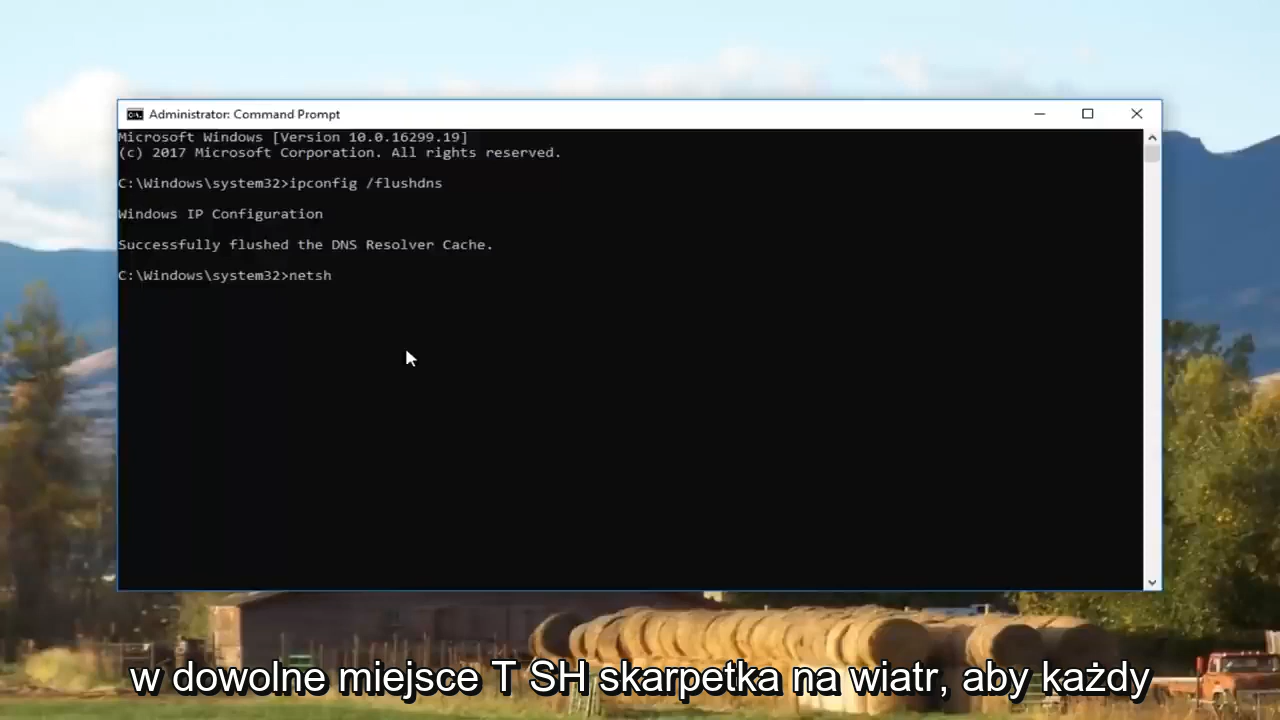 Administrator: Command Prompt
Microsoft Windows [Version 10.0.16299.19]
(c) 2017 Microsoft Corporation. All rights reserved.
C:\Windows\system32>ipconfig /flushdns
Windows IP Configuration
Successfully flushed the DNS Resolver Cache.
C:\Windows\system32>netsh
w dowolne miejsce T SH skarpetka na wiatr, aby każdy